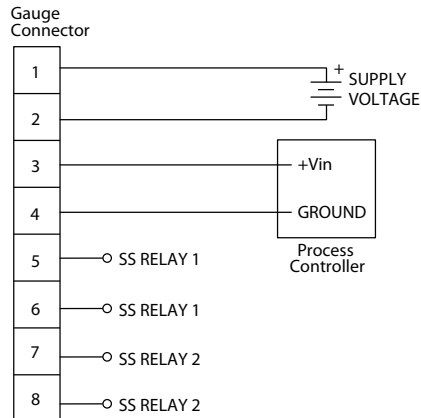 Gauge
Connector
1
+
SUPPLY
VOLTAGE
2
3
+Vin
4
GROUND
Process
Controller
5
SS RELAY 1
6
SS RELAY 1
7
SS RELAY 2
8
SS RELAY 2